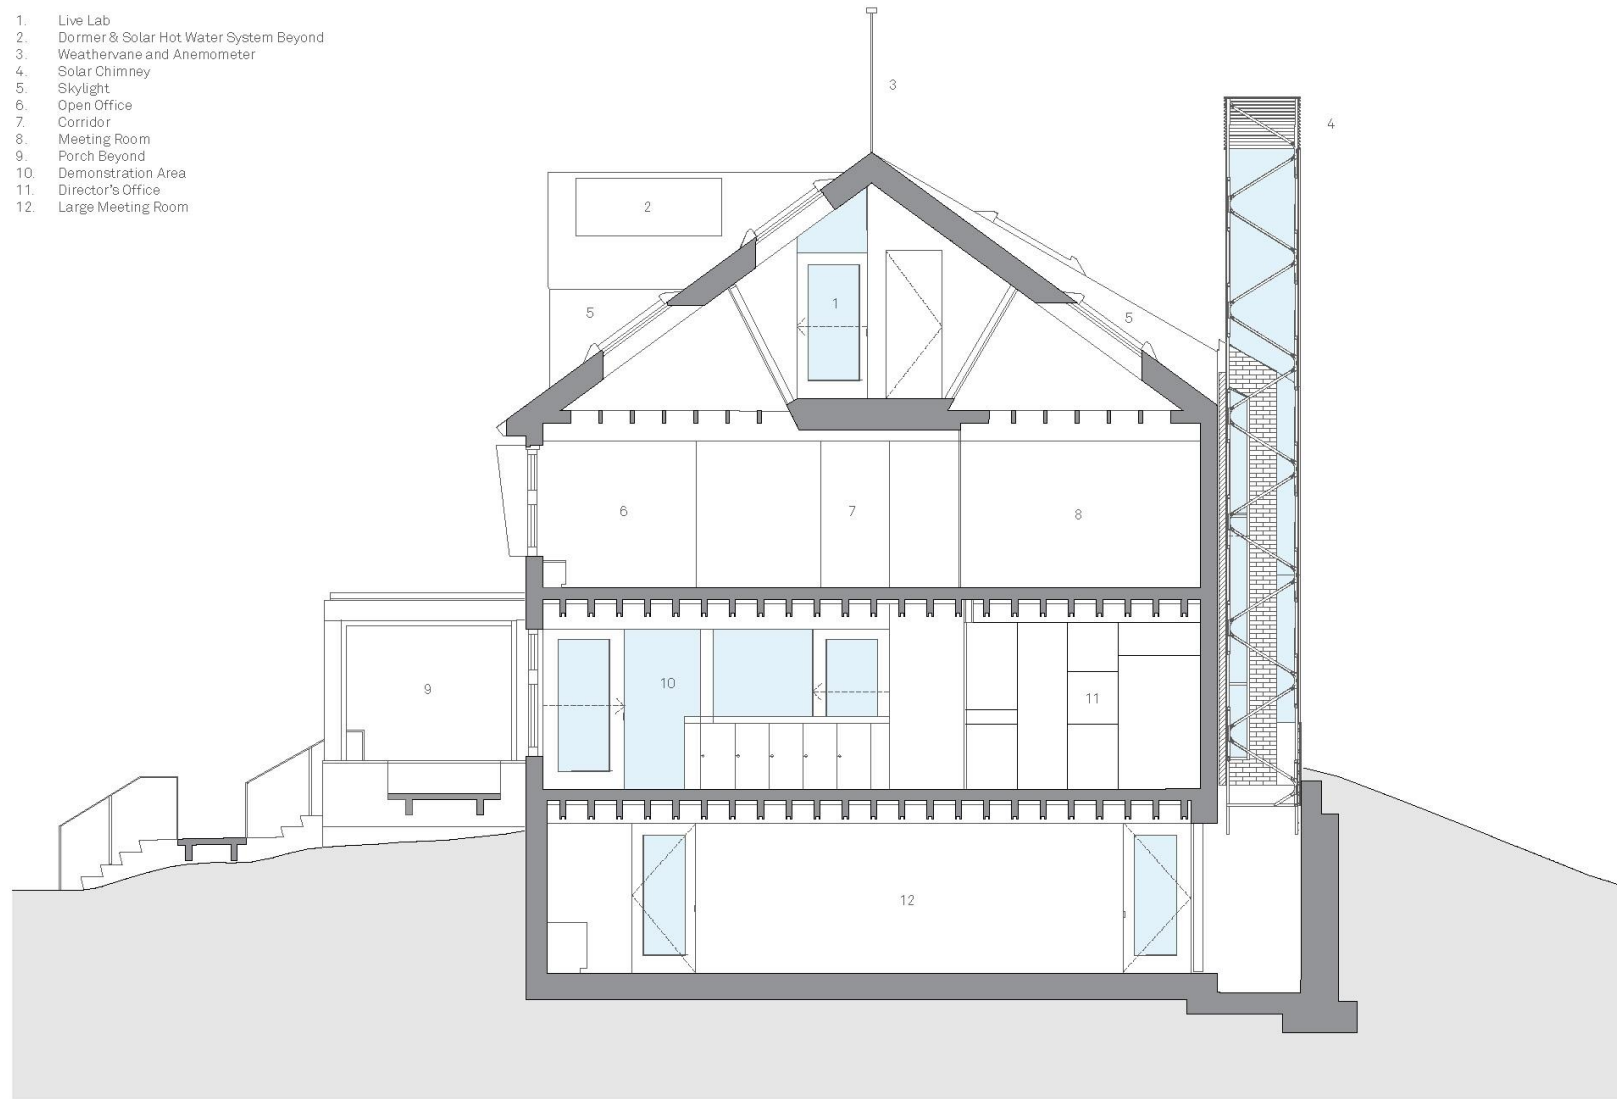 1. Live Lab
2. Dormer & Solar Hot Water System Beyond
3. Weathervane and Anemometer
4. Solar Chimney
5. Skylight
6. Open Office
7. Corridor
8. Meeting Room
9. Porch Beyond
10. Demonstration Area
11. Director's Office
12. Large Meeting Room
3
4
2
1
5
5
6
7
8
9
10
11
12